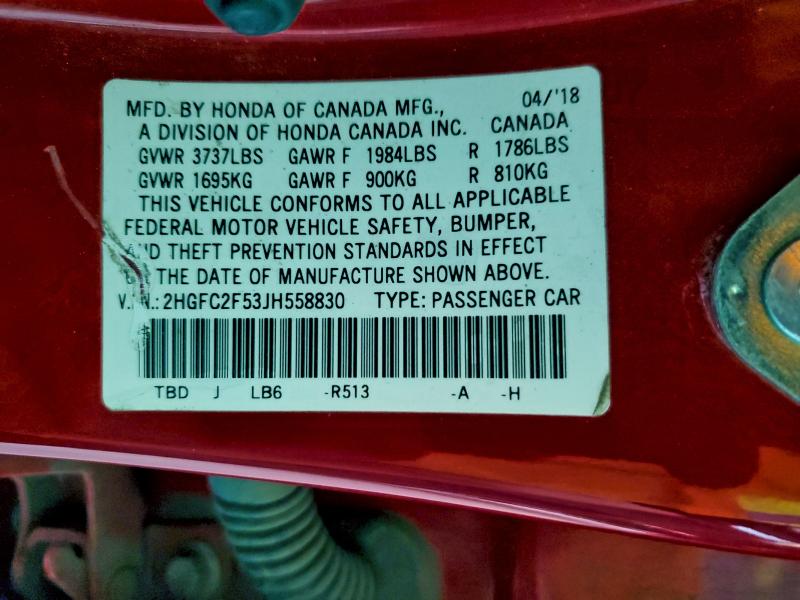 MFD. BY HONDA OF CANADA MFG., 04/'18
A DIVISION OF HONDA CANADA INC. CANADA
GVWR 3737LBS GAWR F 1984LBS R 1786LBS
GVWR 1695KG GAWR F 900KG R 810KG
THIS VEHICLE CONFORMS TO ALL APPLICABLE
FEDERAL MOTOR VEHICLE SAFETY, BUMPER,
AND THEFT PREVENTION STANDARDS IN EFFECT
THE DATE OF MANUFACTURE SHOWN ABOVE.
V.I.N.: 2HGFC2F53JH558830 TYPE: PASSENGER CAR
TBD J LB6 -R513 -A -H